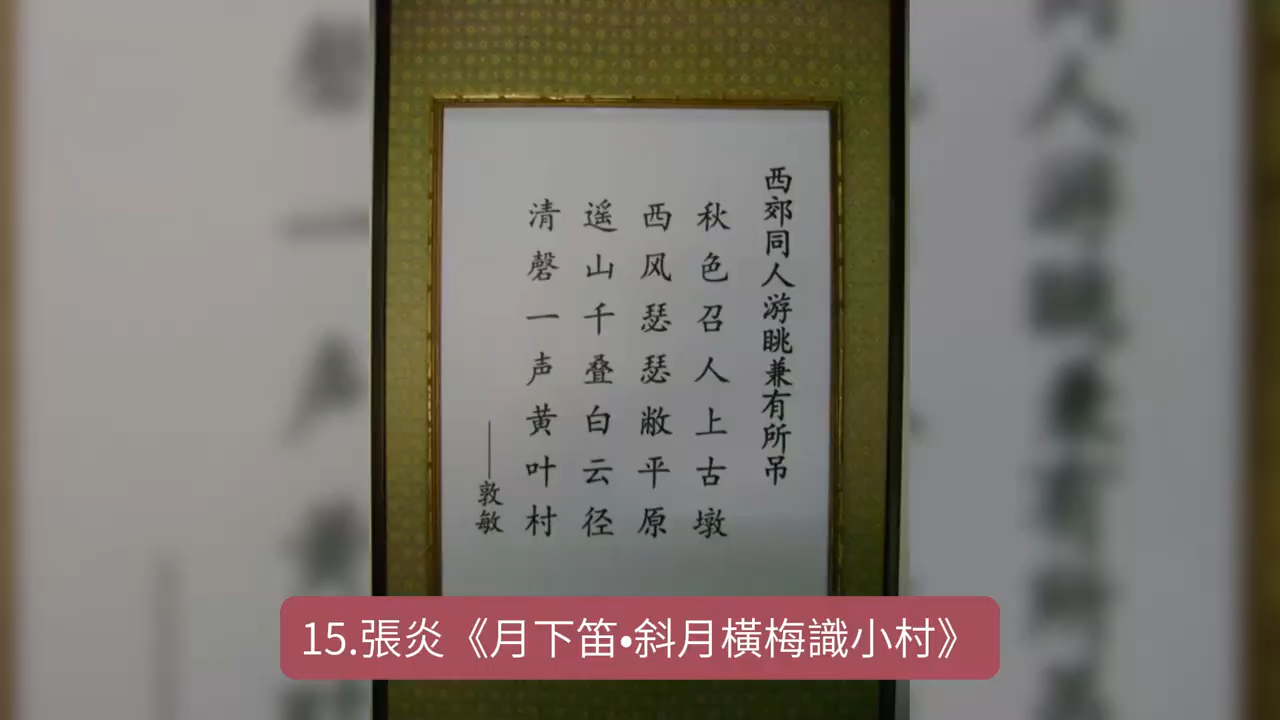 西郊同人游眺兼有所吊
秋色召人上古墩
西风瑟瑟敝平原
遥山千叠白云径
清磬一声黄叶村
——敦敏
15.張炎《月下笛•斜月橫梅識小村》